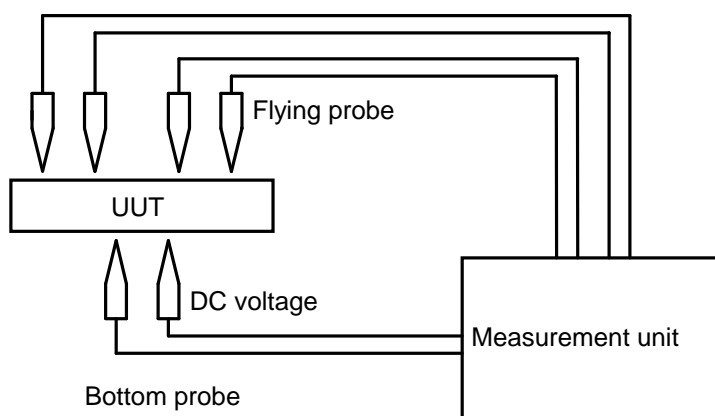 Flying probe
UUT
DC voltage
Measurement unit
Bottom probe